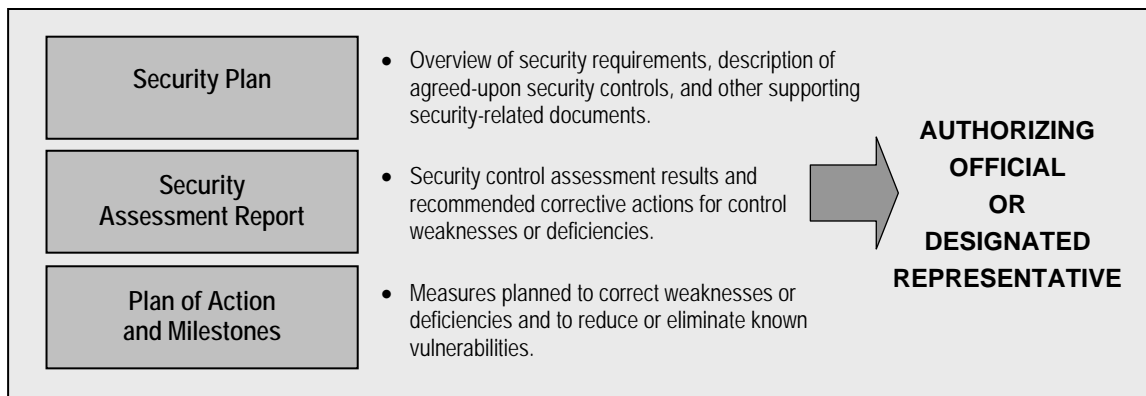 Security Plan
• Overview of security requirements, description of
agreed-upon security controls, and other supporting
security-related documents.
Security
Assessment Report
• Security control assessment results and
recommended corrective actions for control
weaknesses or deficiencies.
Plan of Action
and Milestones
• Measures planned to correct weaknesses or
deficiencies and to reduce or eliminate known
vulnerabilities.
AUTHORIZING
OFFICIAL
OR
DESIGNATED
REPRESENTATIVE